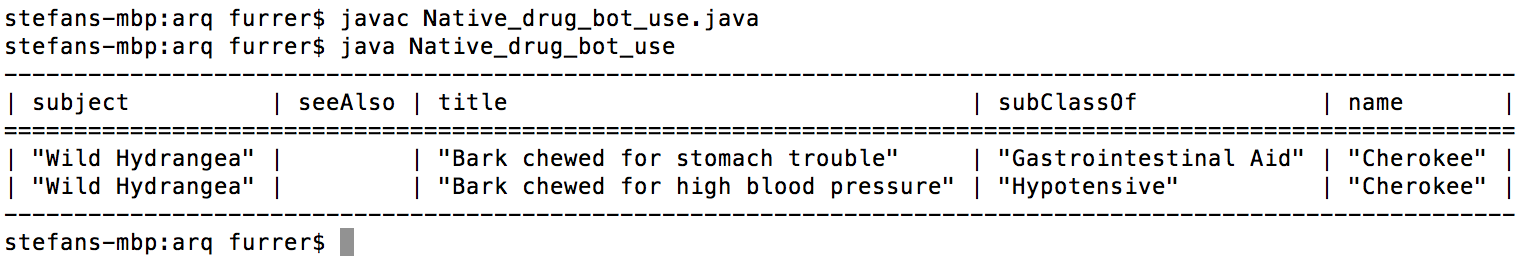 stefans-mbp:arq furrer$ javac Native_drug_bot_use.java
stefans-mbp:arq furrer$ java Native_drug_bot_use
------------------------------------------------------------------------------------------------------------
| subject          | seeAlso | title                                 | subClassOf             | name       |
============================================================================================================
| "Wild Hydrangea" |         | "Bark chewed for stomach trouble"     | "Gastrointestinal Aid" | "Cherokee" |
| "Wild Hydrangea" |         | "Bark chewed for high blood pressure" | "Hypotensive"          | "Cherokee" |
------------------------------------------------------------------------------------------------------------
stefans-mbp:arq furrer$